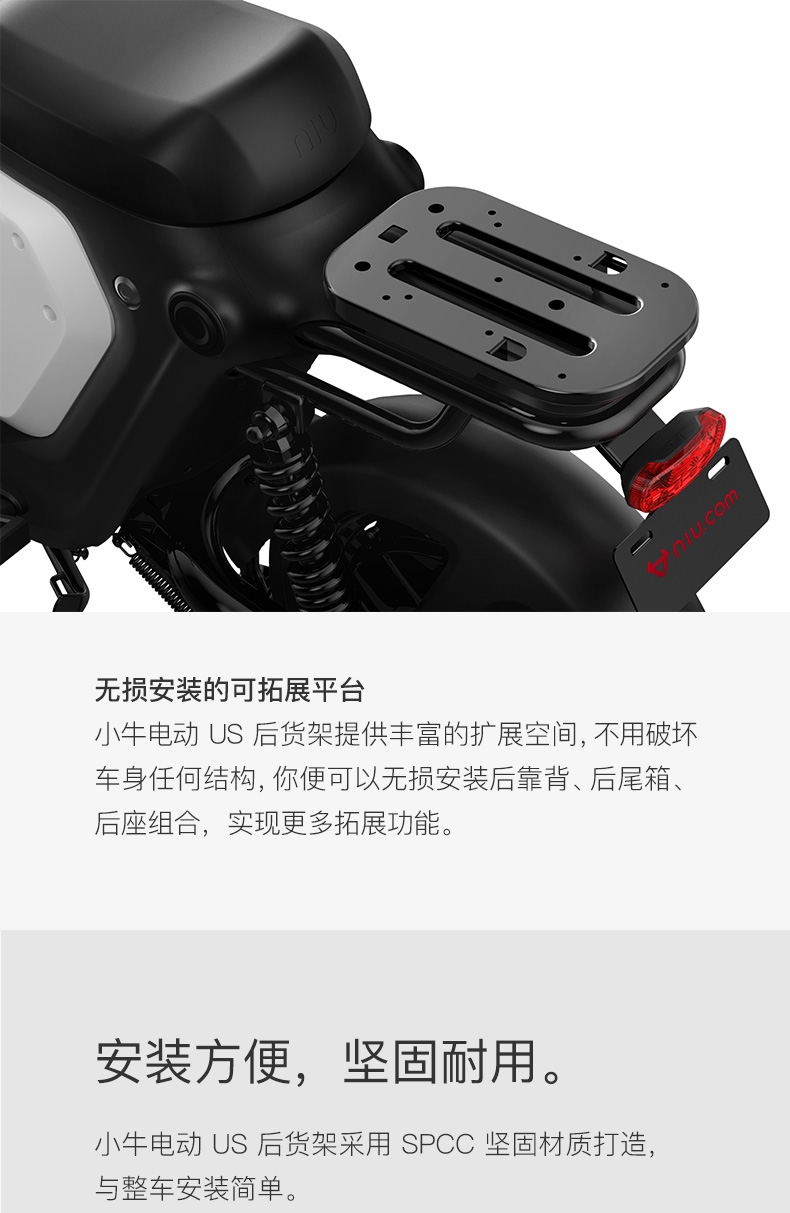 niu
niu.com
无损安装的可拓展平台
小牛电动 US 后货架提供丰富的扩展空间, 不用破坏
车身任何结构, 你便可以无损安装后靠背、后尾箱、
后座组合，实现更多拓展功能。
安装方便，坚固耐用。
小牛电动 US 后货架采用 SPCC 坚固材质打造，
与整车安装简单。